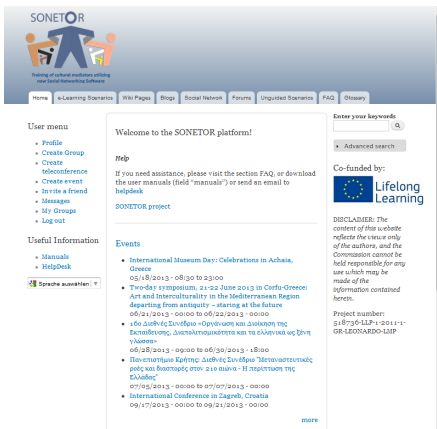 SONETOR
Training of cultural mediators utilizing
new Social Networking Software
Home
e-Learning Scenarios
Wiki Pages
Blogs
Social Network
Forums
Unguided Scenarios
FAQ
Glossary
User menu
Profile
Create Group
Create
teleconference
Create event
Invite a friend
Messages
My Groups
Log out
Useful Information
Manuals
HelpDesk
Sprache auswählen
Welcome to the SONETOR platform!
Help
If you need assistance, please visit the section FAQ, or download
the user manuals (field "manuals") or send an email to
helpdesk
SONETOR project
Events
International Museum Day: Celebrations in Achaia,
Greece
05/18/2013 - 08:30 to 23:00
Two-day symposium, 21-22 June 2013 in Corfu-Greece:
Art and Interculturality in the Mediterranean Region
departing from antiquity – staring at the future
06/21/2013 - 00:00 to 06/22/2013 - 00:00
16ο Διεθνές Συνέδριο «Οργάνωση και Διοίκηση της
Εκπαίδευσης, Διαπολιτισμικότητα και τα ελληνικά ως ξένη
γλώσσα»
06/28/2013 - 09:00 to 06/30/2013 - 18:00
Πανεπιστήμιο Κρήτης: Διεθνές Συνέδριο "Μεταναστευτικές
ροές και διασπορές στον 21ο αιώνα - Η περίπτωση της
Ελλάδας"
07/05/2013 - 00:00 to 07/07/2013 - 00:00
International Conference in Zagreb, Croatia
09/17/2013 - 00:00 to 09/21/2013 - 00:00
more
Enter your keywords
Advanced search
Co-funded by:
Lifelong
Learning
DISCLAIMER: The
content of this website
reflects the views only
of the authors, and the
Commission cannot be
held responsible for any
use which may be
made of the
information contained
herein.
Project number:
518736-LLP-1-2011-1-
GR-LEONARDO-LMP